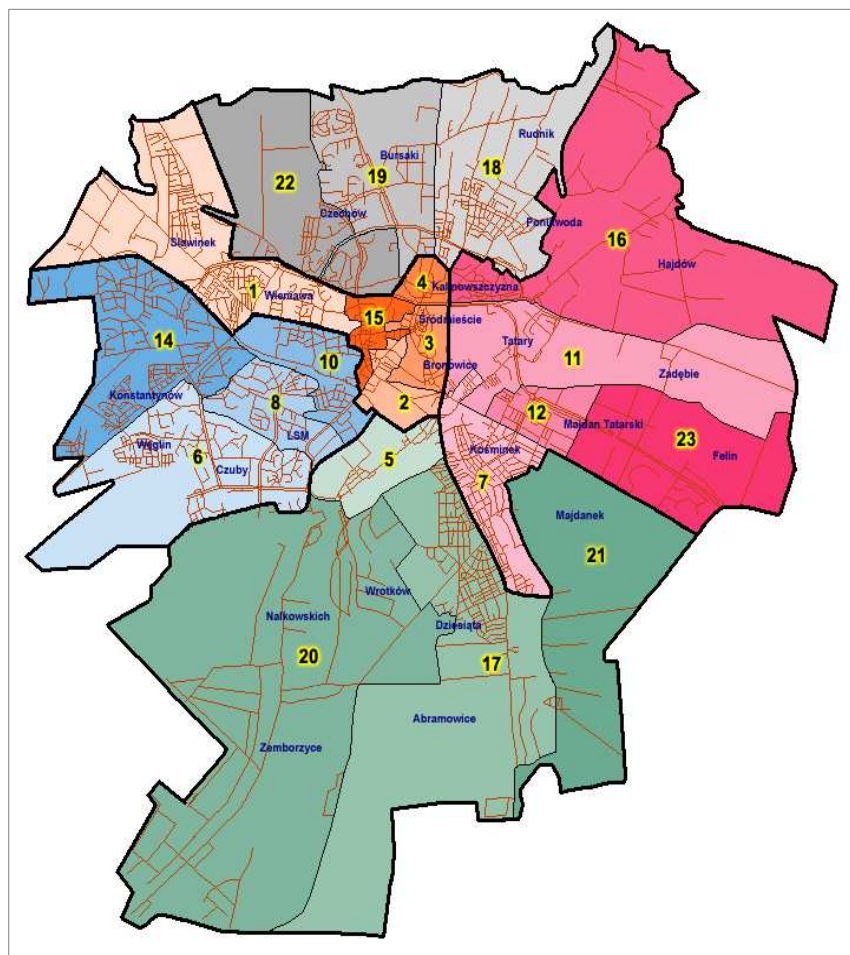 Rudnik
Bursaki
19
18
22
Czechów
Ponikwoda
Sławinek
16
Hajdów
4
Kalinowszczyzna
1
Wieniawa
15
Śródmieście
14
10
3
Tatary
11
Bronowice
Zadębie
Konstantynów
8
2
12
Majdan Tatarski
23
LSM
Węglin
6
5
Kośminek
Felin
Czuby
7
Majdanek
21
Wrotków
Nałkowskich
Dziesiąta
20
17
Abramowice
Zemborzyce